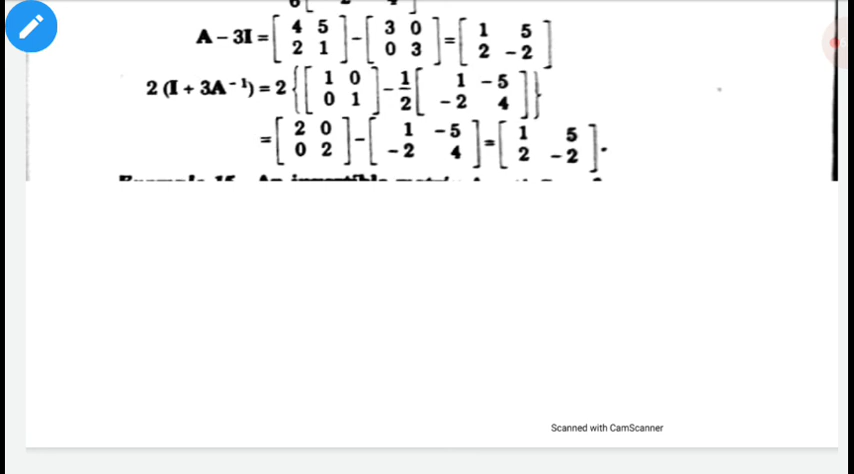 A – 3I = [ 4 5 ] – [ 3 0 ] = [ 1 5 ]
[ 2 1 ] [ 0 3 ] [ 2 – 2 ]
2 (I + 3A⁻¹) = 2 { [ 1 0 ] – 1/2 [ 1 – 5 ] }
[ 0 1 ] [ – 2 4 ]
= [ 2 0 ] – [ 1 – 5 ] = [ 1 5 ] .
[ 0 2 ] [ – 2 4 ] [ 2 – 2 ]
Scanned with CamScanner